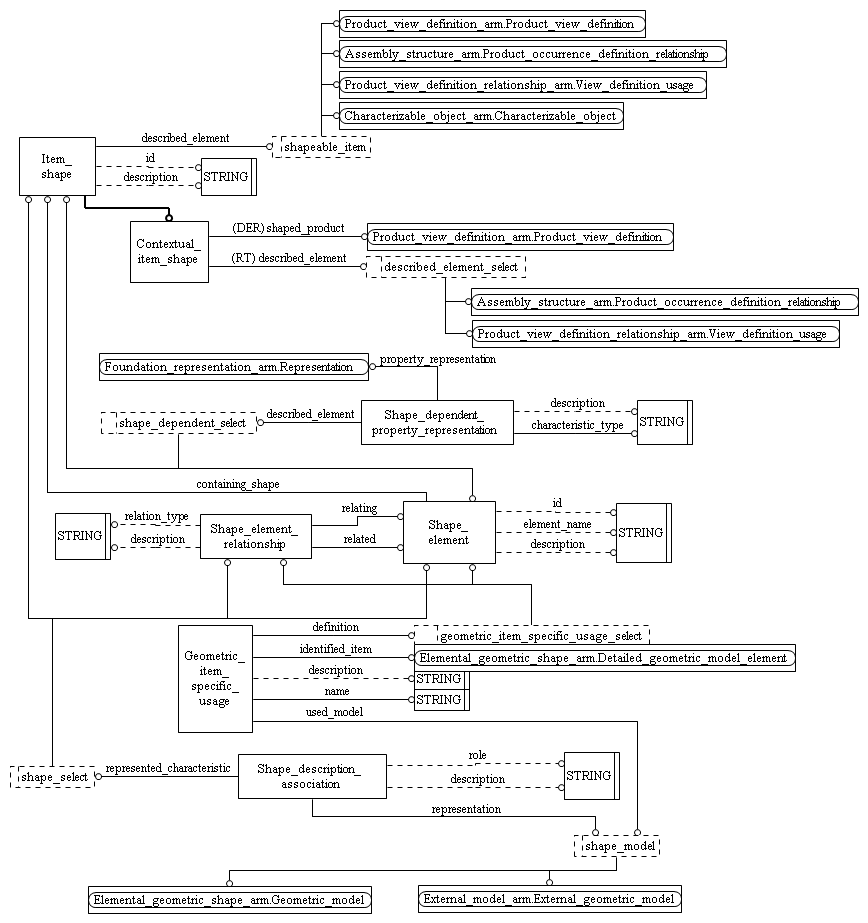 Product_view_definition_arm.Product_view_definition
Assembly_structure_arm.Product_occurrence_definition_relationship
Product_view_definition_relationship_arm.View_definition_usage
Characterizable_object_arm.Characterizable_object
described_element
shapeable_item
Item_
shape
id
description
STRING
Contextual_
item_shape
(DER) shaped_product
Product_view_definition_arm.Product_view_definition
(RT) described_element
described_element_select
Assembly_structure_arm.Product_occurrence_definition_relationship
Product_view_definition_relationship_arm.View_definition_usage
Foundation_representation_arm.Representation
property_representation
shape_dependent_select
described_element
Shape_dependent_
property_representation
description
characteristic_type
STRING
containing_shape
STRING
relation_type
description
Shape_element_
relationship
relating
related
Shape_
element
id
element_name
description
STRING
Geometric_
item_
specific_
usage
definition
geometric_item_specific_usage_select
identified_item
Elemental_geometric_shape_arm.Detailed_geometric_model_element
description
STRING
name
STRING
used_model
shape_select
represented_characteristic
Shape_description_
association
role
description
STRING
representation
shape_model
Elemental_geometric_shape_arm.Geometric_model
External_model_arm.External_geometric_model